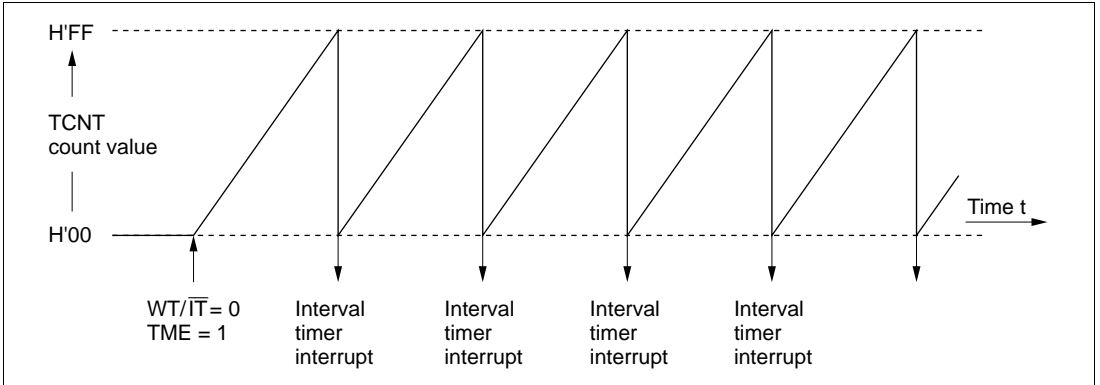 H'FF
TCNT
count value
H'00
Time t
WT/I̅T̅ = 0
TME = 1
Interval
timer
interrupt
Interval
timer
interrupt
Interval
timer
interrupt
Interval
timer
interrupt